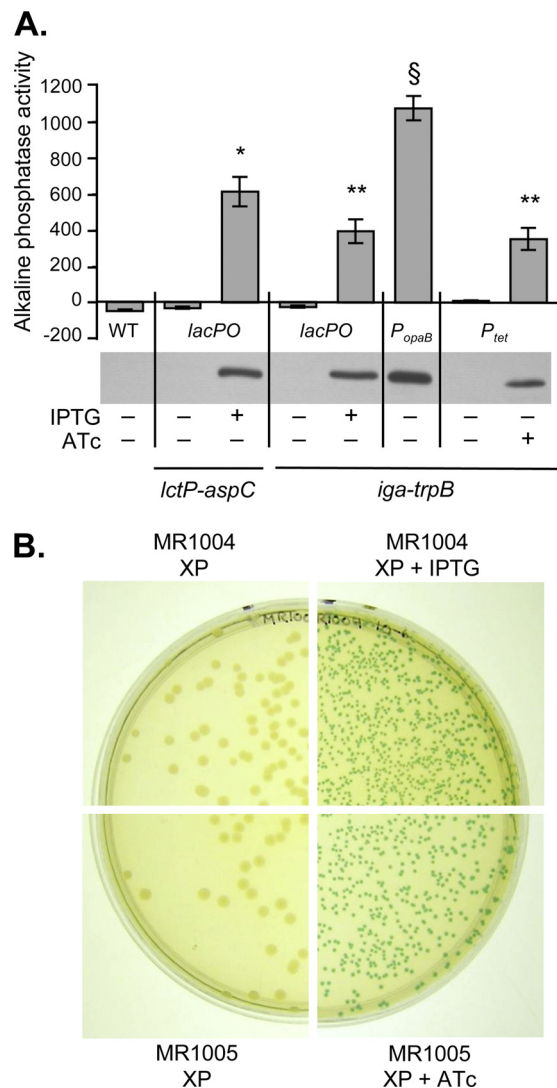 A.
Alkaline phosphatase activity
1200
1000
800
600
400
200
0
-200
*
**
§
**
WT
lacPO
lacPO
PopaB
Ptet
IPTG – – + – + – – –
ATc – – – – – – – +
lctP-aspC
iga-trpB
B.
MR1004
XP
MR1004
XP + IPTG
MR1005
XP
MR1005
XP + ATc